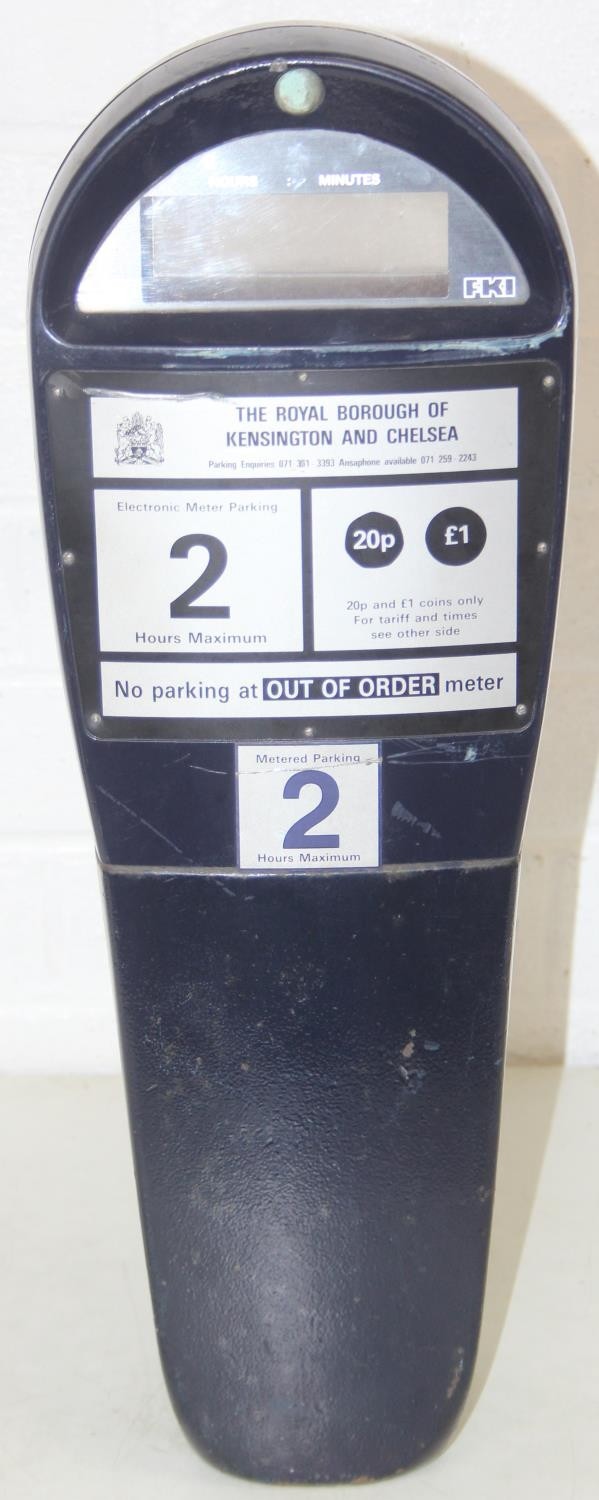 HOURS : MINUTES
FKI
THE ROYAL BOROUGH OF
KENSINGTON AND CHELSEA
Parking Enquiries 071 361 - 3393 Ansaphone available 071 259 - 2243
Electronic Meter Parking
2
Hours Maximum
20p £1
20p and £1 coins only
For tariff and times
see other side
No parking at OUT OF ORDER meter
Metered Parking
2
Hours Maximum